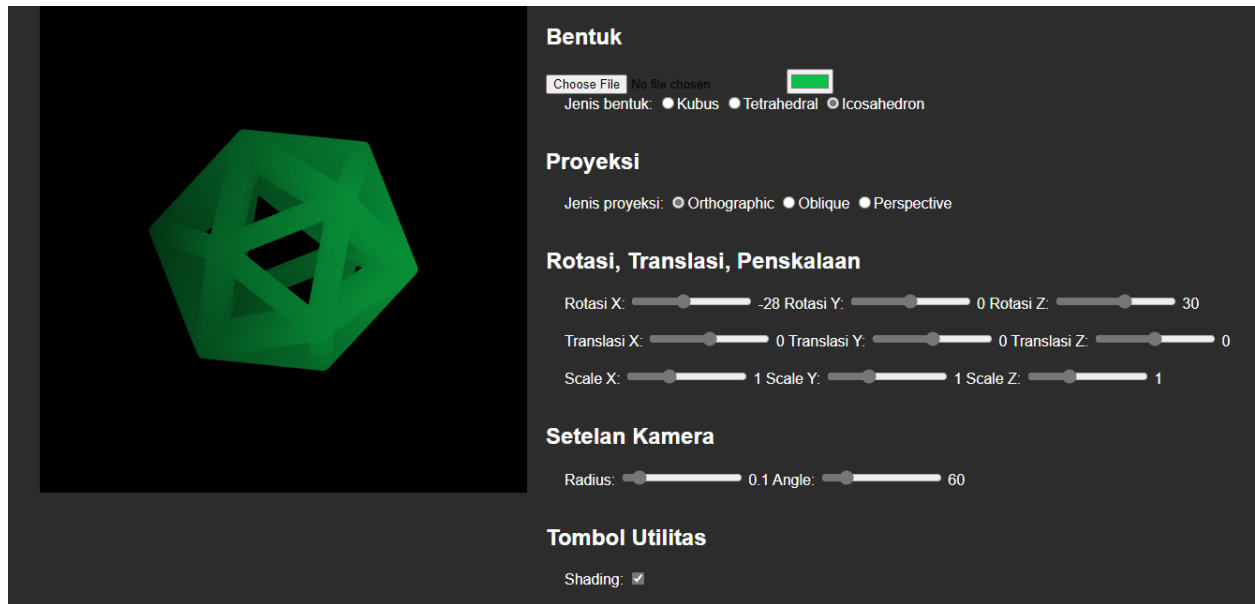 Bentuk
Choose File No file chosen
Jenis bentuk: Kubus Tetrahedral Icosahedron
Proyeksi
Jenis proyeksi: Orthographic Oblique Perspective
Rotasi, Translasi, Penskalaan
Rotasi X: -28 Rotasi Y: 0 Rotasi Z: 30
Translasi X: 0 Translasi Y: 0 Translasi Z: 0
Scale X: 1 Scale Y: 1 Scale Z: 1
Setelan Kamera
Radius: 0.1 Angle: 60
Tombol Utilitas
Shading: